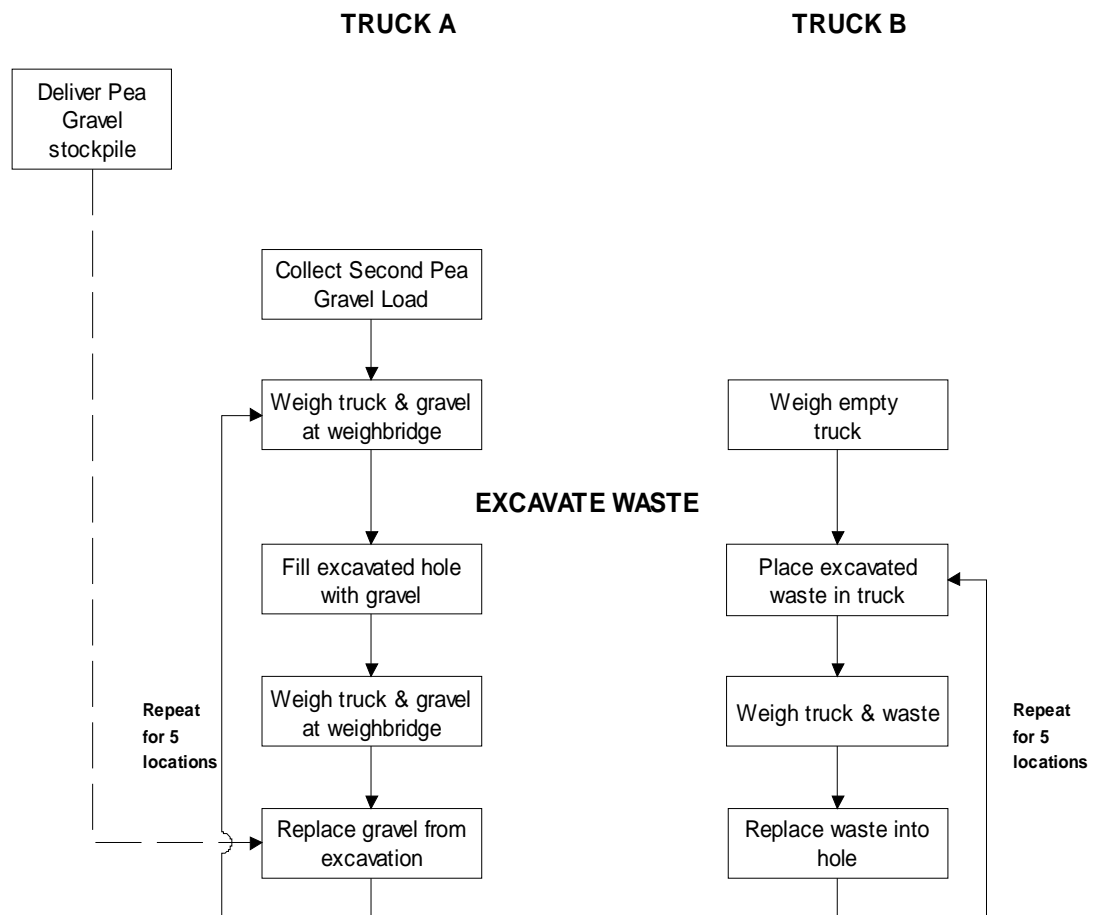 TRUCK A
TRUCK B
Deliver Pea
Gravel
stockpile
Collect Second Pea
Gravel Load
Weigh truck & gravel
at weighbridge
Weigh empty
truck
EXCAVATE WASTE
Fill excavated hole
with gravel
Place excavated
waste in truck
Weigh truck & gravel
at weighbridge
Weigh truck & waste
Repeat
for 5
locations
Repeat
for 5
locations
Replace gravel from
excavation
Replace waste into
hole